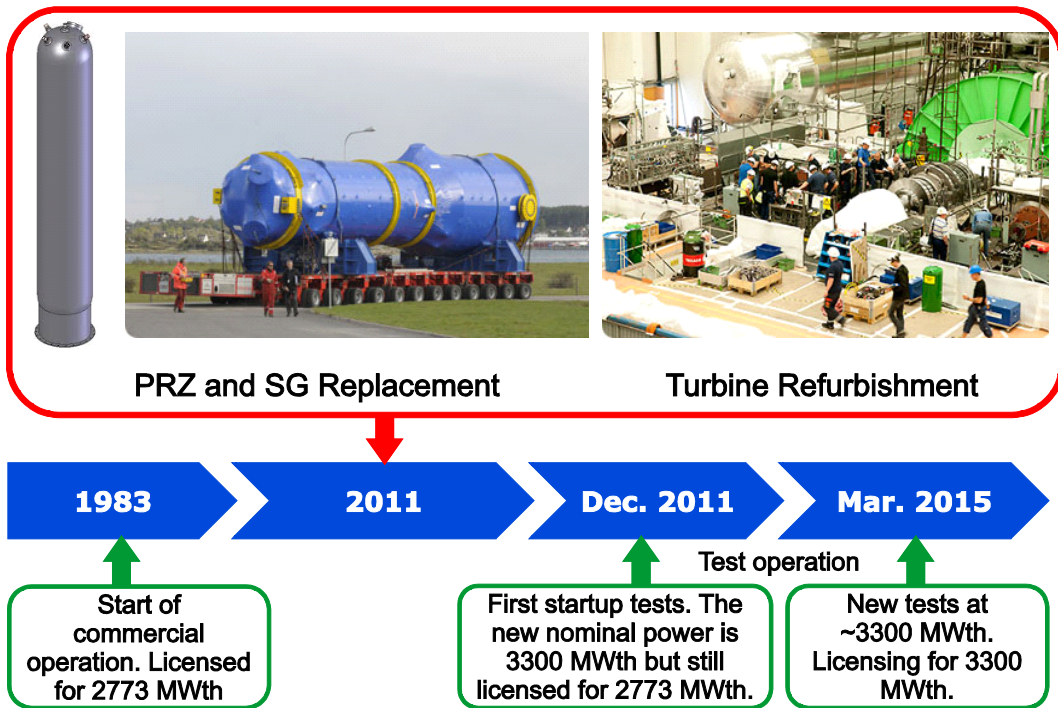 PRZ and SG Replacement
Turbine Refurbishment
1983
2011
Dec. 2011
Mar. 2015
Test operation
Start of
commercial
operation. Licensed
for 2773 MWth
First startup tests. The
new nominal power is
3300 MWth but still
licensed for 2773 MWth.
New tests at
~3300 MWth.
Licensing for 3300
MWth.